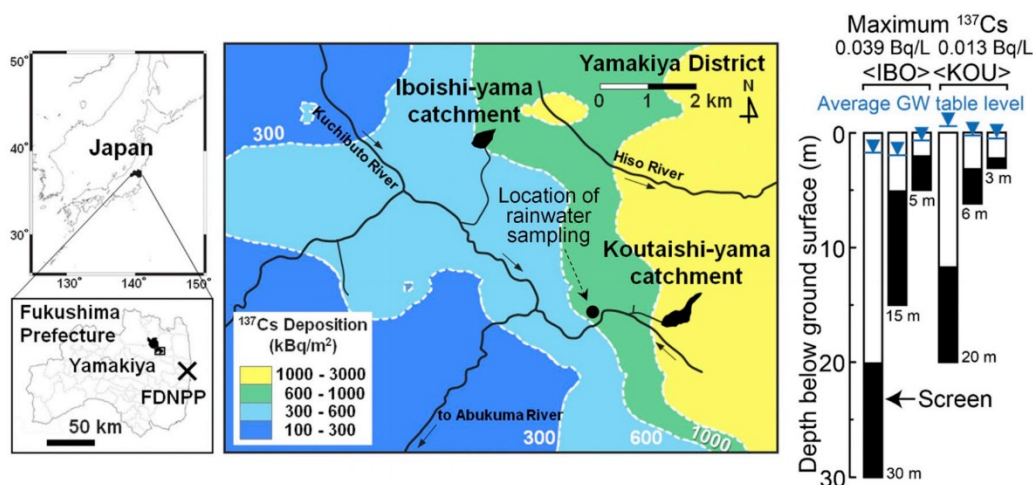 50°
40°
30°
Japan
130°
140°
150°
Fukushima
Prefecture
Yamakiya
FDNPP
50 km
Yamakiya District
0 1 2 km
N
Iboishi-yama
catchment
300
Kuchibuto River
Hiso River
Location of
rainwater
sampling
Koutaishi-yama
catchment
¹³⁷Cs Deposition
(kBq/m²)
1000 - 3000
600 - 1000
300 - 600
100 - 300
to Abukuma River
300
600
1000
Maximum ¹³⁷Cs
0.039 Bq/L 0.013 Bq/L
<IBO> <KOU>
Average GW table level
Depth below ground surface (m)
0
10
20
30
5 m
15 m
30 m
3 m
6 m
20 m
Screen